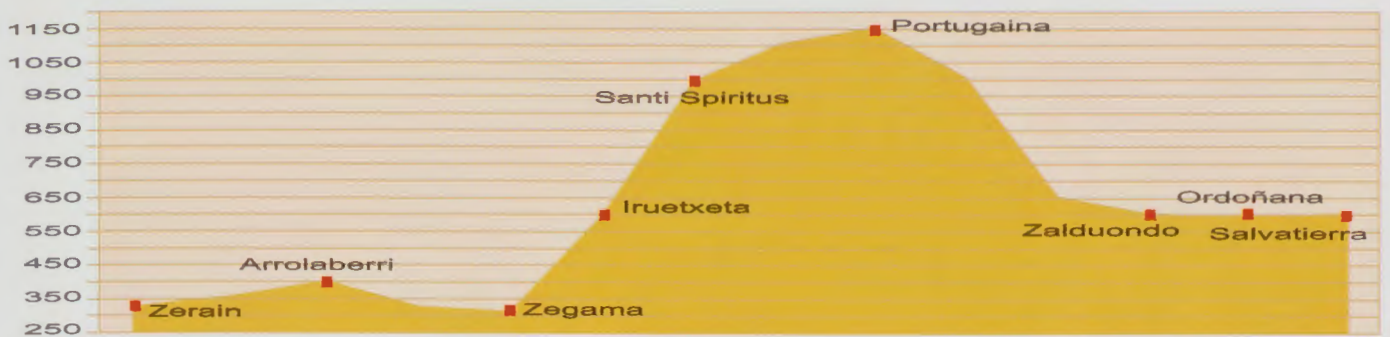 1150
Portugaina
1050
950
Santi Spiritus
850
750
650
Iruetxeta
Ordoñana
550
Zalduondo
Salvatierra
450
Arrolaberri
350
Zerain
Zegama
250